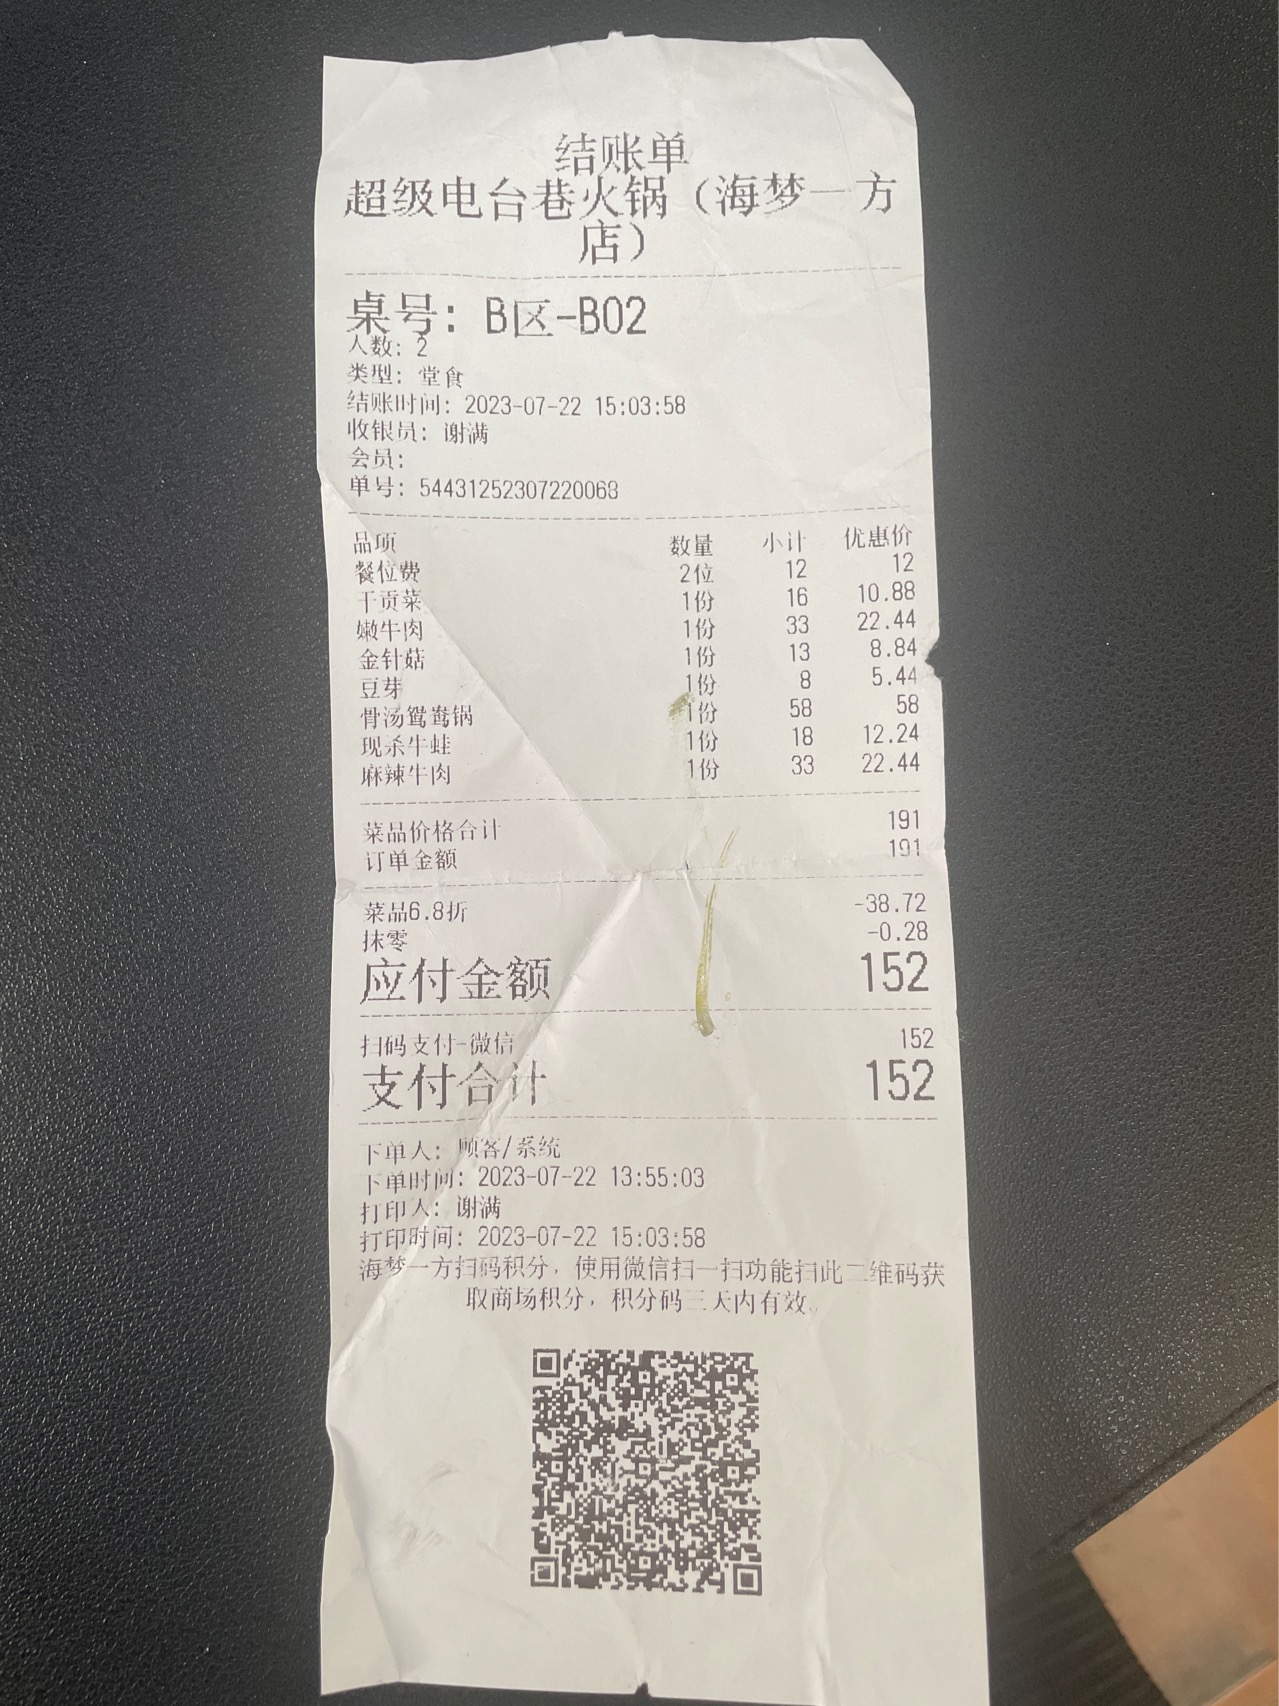 结账单
超级电台巷火锅（海梦一方
店）
桌号：B区-B02
人数：2
类型：堂食
结账时间：2023-07-22 15:03:58
收银员：谢满
会员：
单号：54431252307220068
品项 数量 小计 优惠价
餐位费 2位 12 12
干贡菜 1份 16 10.88
嫩牛肉 1份 33 22.44
金针菇 1份 13 8.84
豆芽 1份 8 5.44
骨汤鸳鸯锅 1份 58 58
现杀牛蛙 1份 18 12.24
麻辣牛肉 1份 33 22.44
菜品价格合计 191
订单金额 191
菜品6.8折 -38.72
抹零 -0.28
应付金额 152
扫码支付-微信 152
支付合计 152
下单人：顾客/系统
下单时间：2023-07-22 13:55:03
打印人：谢满
打印时间：2023-07-22 15:03:58
海梦一方扫码积分，使用微信扫一扫功能扫此二维码获
取商场积分，积分码三天内有效。